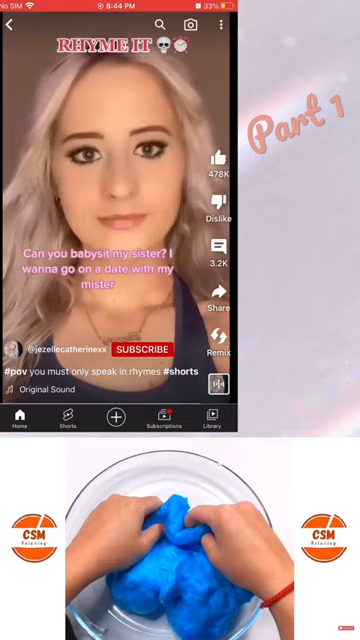 No SIM
8:44 PM
33%
RHYME IT 💀⏰
Part 1
478K
Dislike
3.2K
Can you babysit my sister? I
wanna go on a date with my
mister
Share
@jezellecatherinexx
SUBSCRIBE
Remix
#pov you must only speak in rhymes #shorts
Original Sound
Home
Shorts
Subscriptions
Library
CSM
CSM